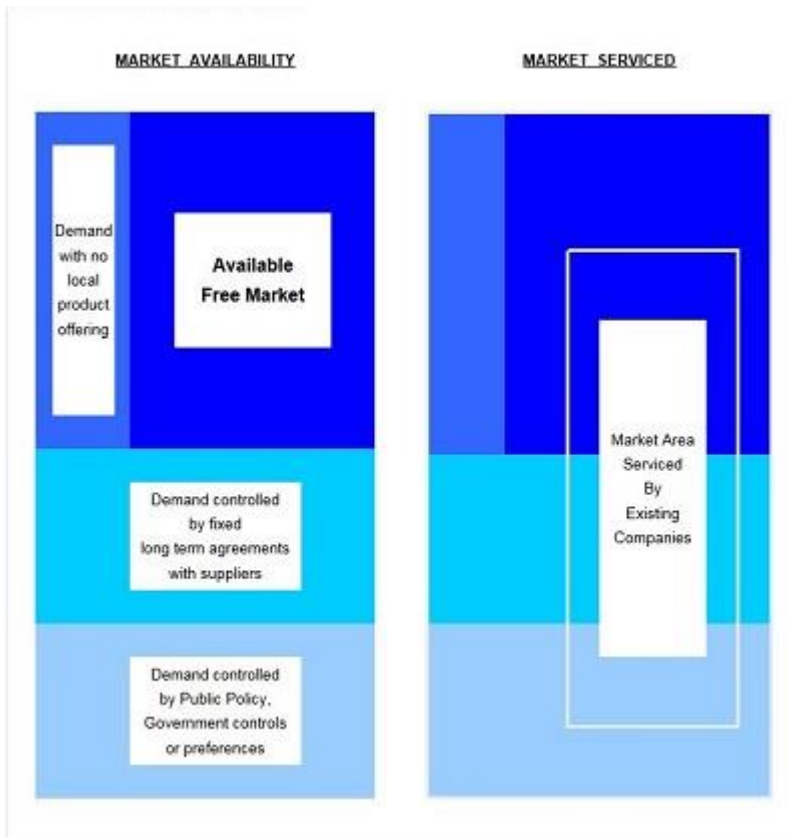 MARKET AVAILABILITY
MARKET SERVICED
Demand
with no
local
product
offering
Available
Free Market
Demand controlled
by fixed
long term agreements
with suppliers
Demand controlled
by Public Policy,
Government controls
or preferences
Market Area
Serviced
By
Existing
Companies